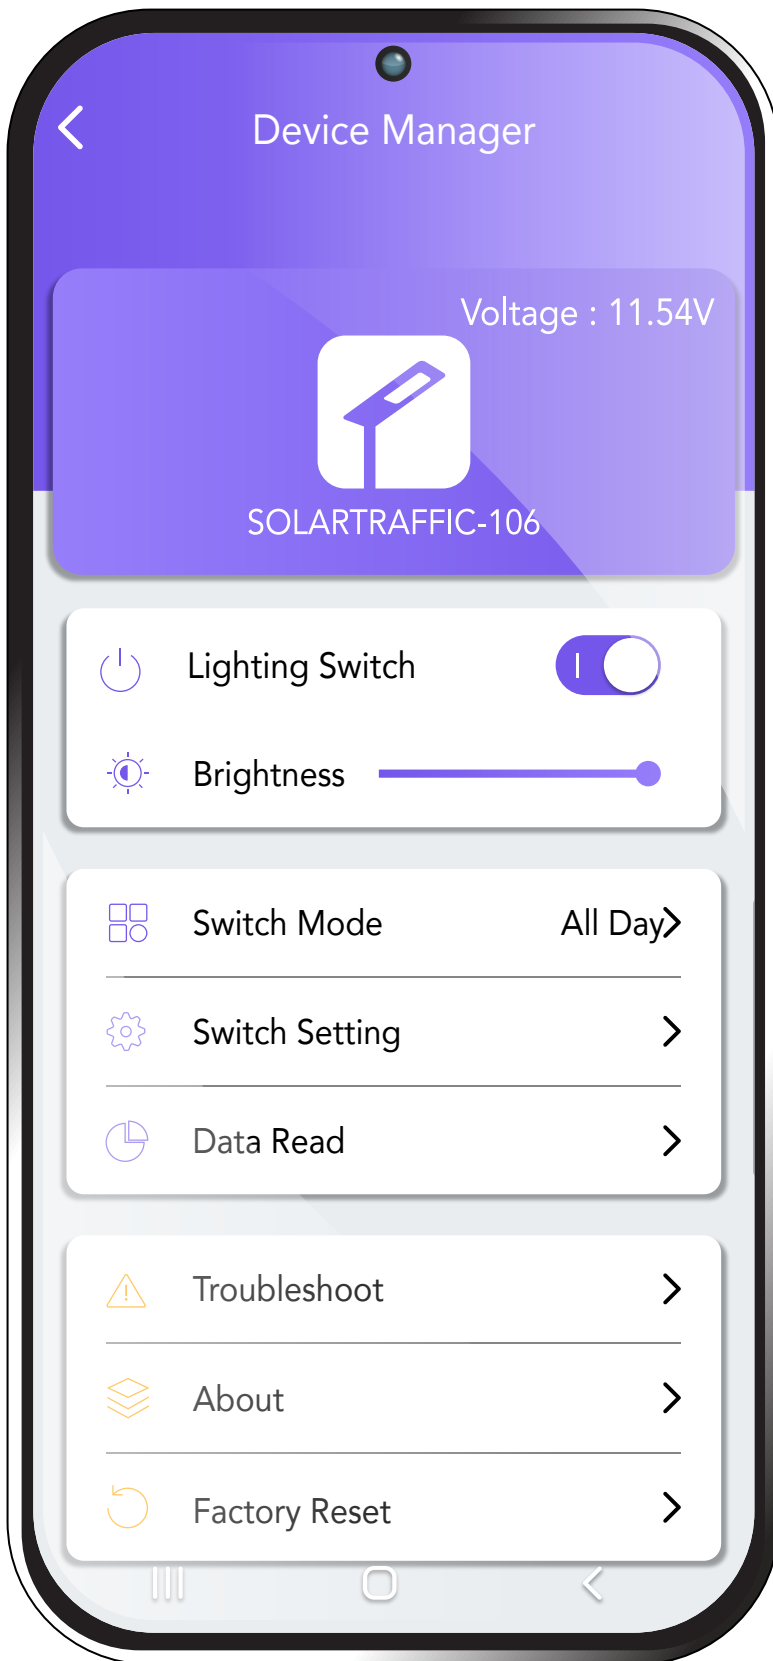 Device Manager
Voltage : 11.54V
SOLARTRAFFIC-106
Lighting Switch
Brightness
Switch Mode All Day
Switch Setting
Data Read
Troubleshoot
About
Factory Reset